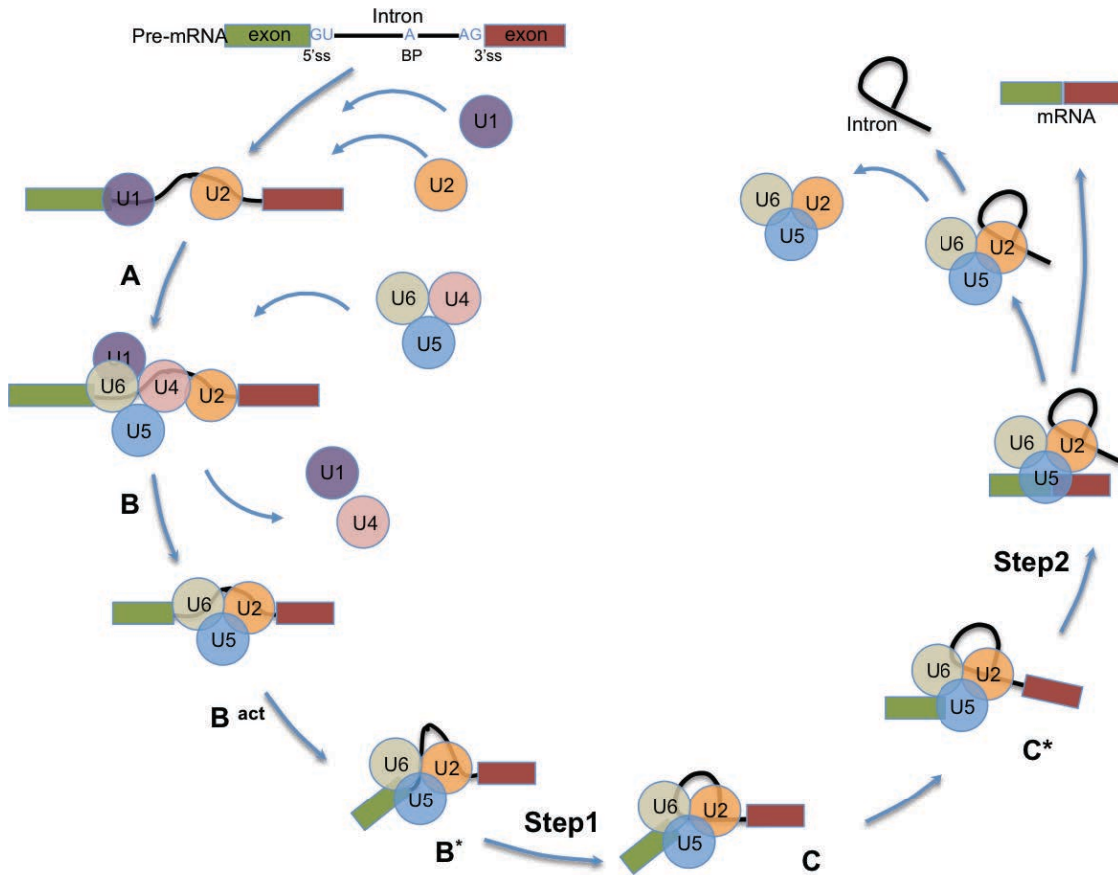 Intron
Pre-mRNA exon GU A AG exon
5'ss BP 3'ss
U1
U2
U1 U2
A
U6 U4
U5
U1
U6 U4 U2
U5
B
U1
U4
U6 U2
U5
B act
U6 U2
U5
B*
Step1
U6 U2
U5
C
U6 U2
U5
C*
Step2
U6 U2
U5
U6 U2
U5
U6 U2
U5
Intron
mRNA